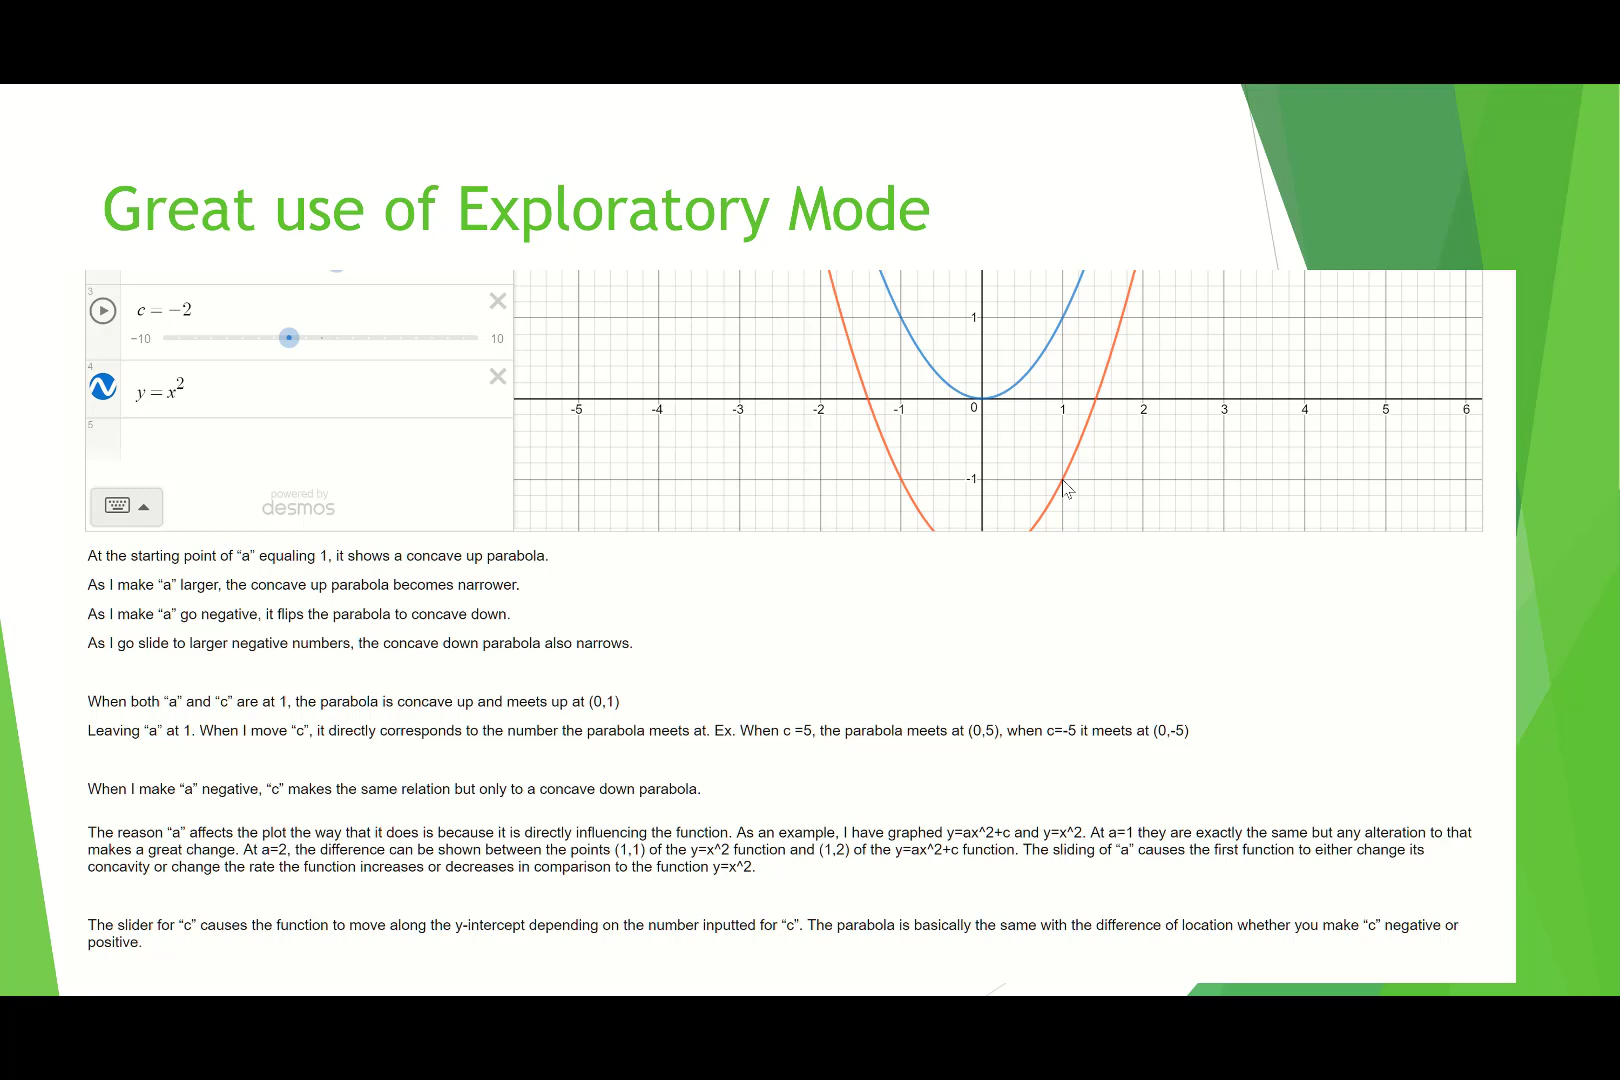 Great use of Exploratory Mode
3
c = −2
−10
10
4
y = x²
5
powered by
desmos
1
-5 -4 -3 -2 -1 0 1 2 3 4 5 6
-1
At the starting point of “a” equaling 1, it shows a concave up parabola.
As I make “a” larger, the concave up parabola becomes narrower.
As I make “a” go negative, it flips the parabola to concave down.
As I go slide to larger negative numbers, the concave down parabola also narrows.
When both “a” and “c” are at 1, the parabola is concave up and meets up at (0,1)
Leaving “a” at 1. When I move “c”, it directly corresponds to the number the parabola meets at. Ex. When c =5, the parabola meets at (0,5), when c=-5 it meets at (0,-5)
When I make “a” negative, “c” makes the same relation but only to a concave down parabola.
The reason “a” affects the plot the way that it does is because it is directly influencing the function. As an example, I have graphed y=ax^2+c and y=x^2. At a=1 they are exactly the same but any alteration to that
makes a great change. At a=2, the difference can be shown between the points (1,1) of the y=x^2 function and (1,2) of the y=ax^2+c function. The sliding of “a” causes the first function to either change its
concavity or change the rate the function increases or decreases in comparison to the function y=x^2.
The slider for “c” causes the function to move along the y-intercept depending on the number inputted for “c”. The parabola is basically the same with the difference of location whether you make “c” negative or
positive.